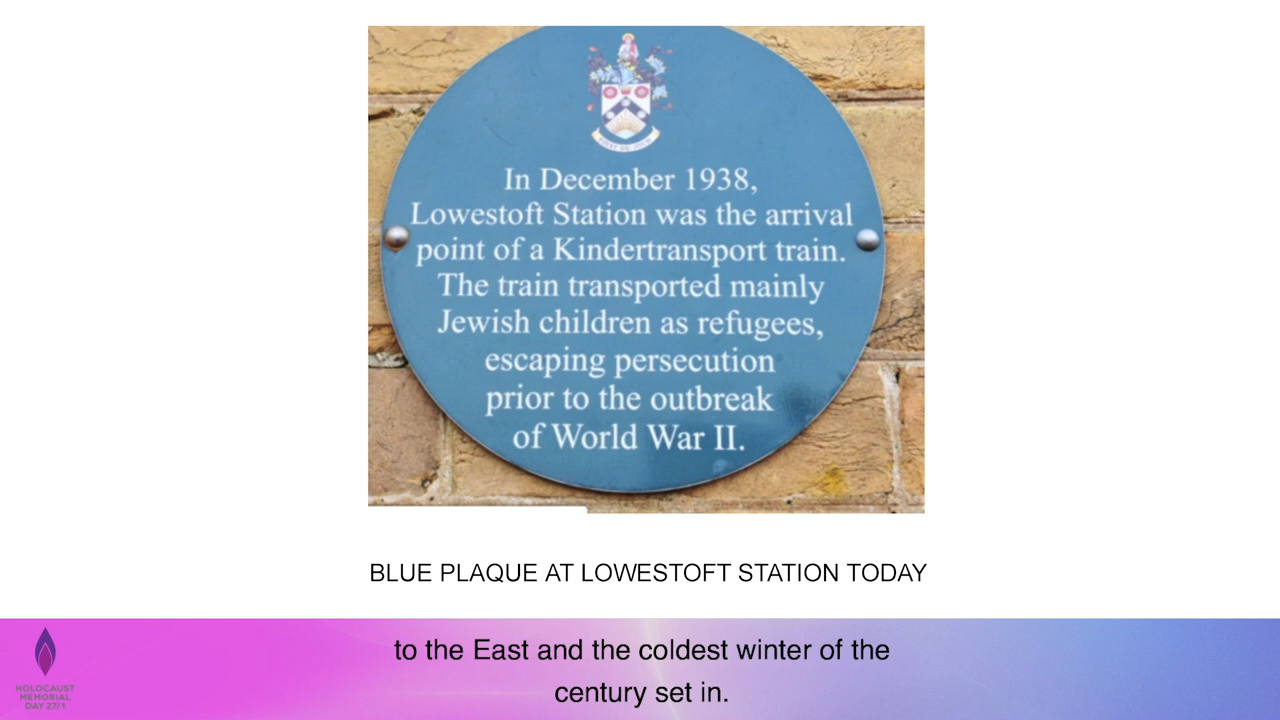 In December 1938,
Lowestoft Station was the arrival
point of a Kindertransport train.
The train transported mainly
Jewish children as refugees,
escaping persecution
prior to the outbreak
of World War II.
BLUE PLAQUE AT LOWESTOFT STATION TODAY
to the East and the coldest winter of the
century set in.
HOLOCAUST
MEMORIAL
DAY 27/1